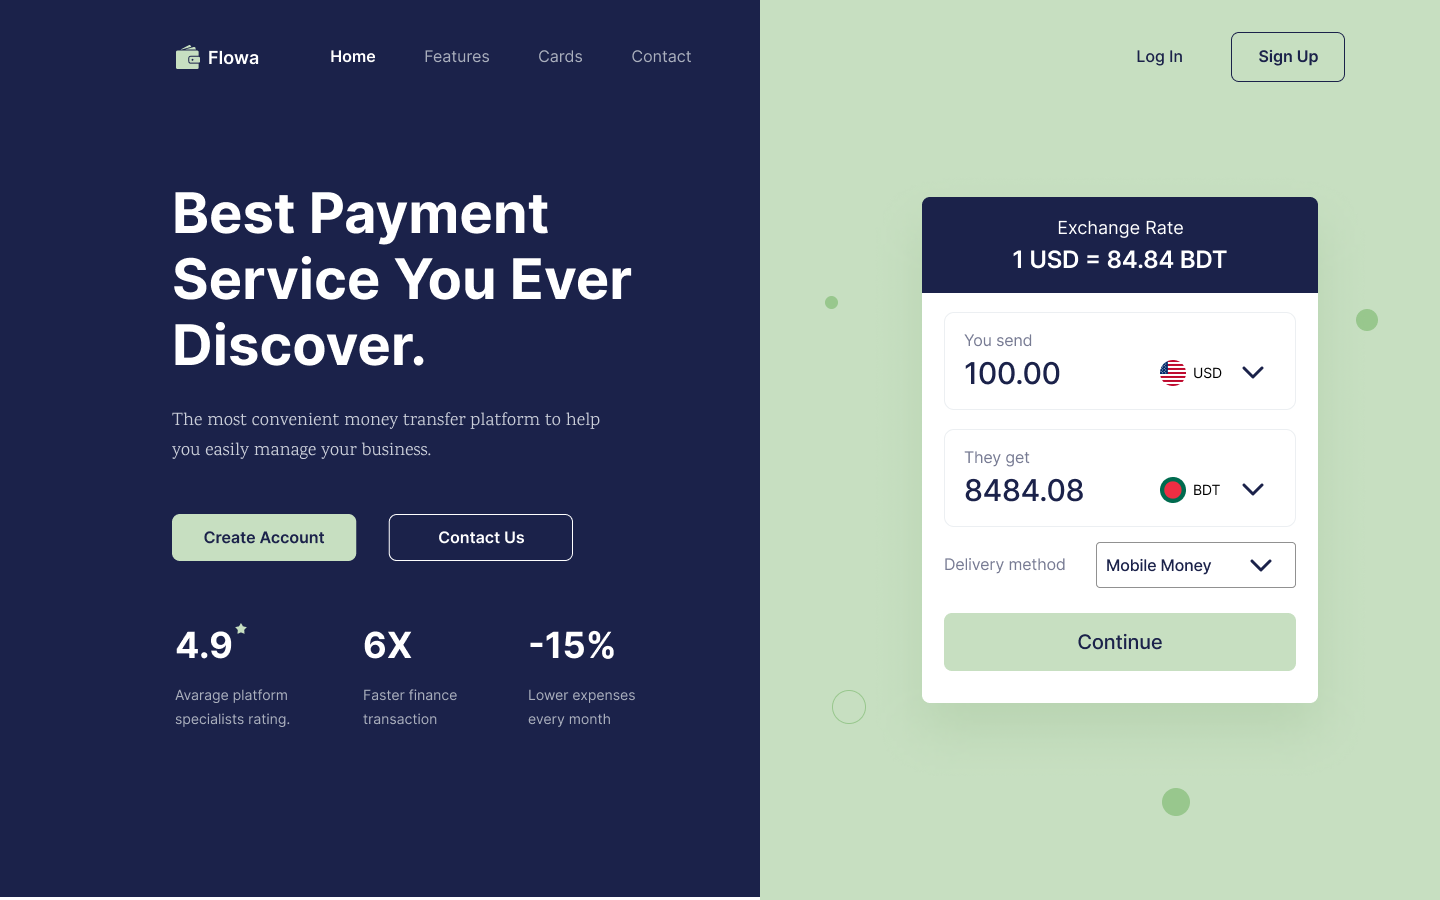 Flowa
Home
Features
Cards
Contact
Log In
Sign Up
Best Payment
Service You Ever
Discover.
The most convenient money transfer platform to help
you easily manage your business.
Create Account
Contact Us
4.9
Avarage platform
specialists rating.
6X
Faster finance
transaction
-15%
Lower expenses
every month
Exchange Rate
1 USD = 84.84 BDT
You send
100.00
USD
They get
8484.08
BDT
Delivery method
Mobile Money
Continue